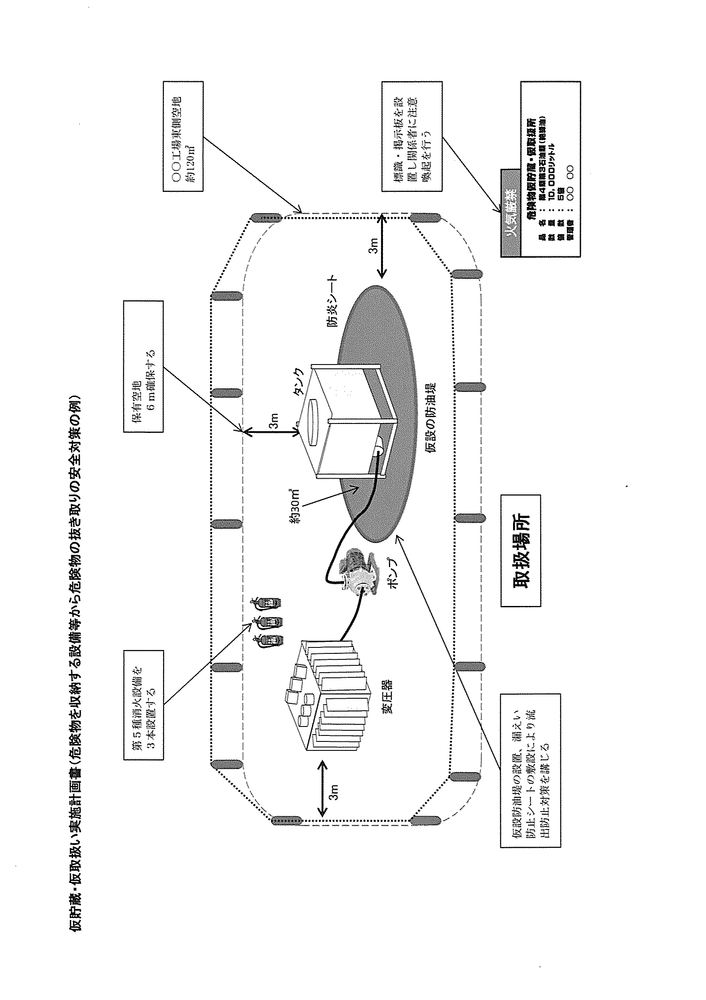 仮貯蔵・仮取扱い実施計画書（危険物を収納する設備等から危険物の抜き取りの安全対策の例）
第５種消火設備を
３本設置する
保有空地
６ｍ確保する
〇〇工場東側空地
約120㎡
3m
3m
3m
変圧器
ポンプ
約30㎡
タンク
防炎シート
仮設の防油堤
仮設防油堤の設置、漏えい
防止シートの敷設により流
出防止対策を講じる
取扱場所
標識・掲示板を設
置し関係者に注意
喚起を行う
火気厳禁
危険物仮貯蔵・仮取扱所
品　名　：　第4類第3石油類（絶縁油）
数　量　：　10，000リットル
倍　数　：　5倍
管理者　：　〇〇　〇〇